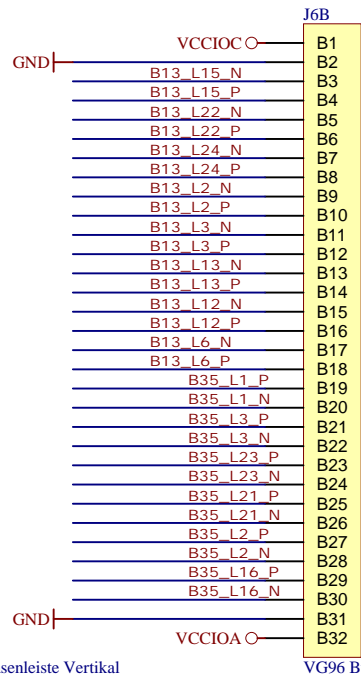 J6B
VCCIOC B1
GND B2
B13_L15_N B3
B13_L15_P B4
B13_L22_N B5
B13_L22_P B6
B13_L24_N B7
B13_L24_P B8
B13_L2_N B9
B13_L2_P B10
B13_L3_N B11
B13_L3_P B12
B13_L13_N B13
B13_L13_P B14
B13_L12_N B15
B13_L12_P B16
B13_L6_N B17
B13_L6_P B18
B35_L1_P B19
B35_L1_N B20
B35_L3_P B21
B35_L3_N B22
B35_L23_P B23
B35_L23_N B24
B35_L21_P B25
B35_L21_N B26
B35_L2_P B27
B35_L2_N B28
B35_L16_P B29
B35_L16_N B30
GND B31
VCCIOA B32
senleiste Vertikal VG96 B